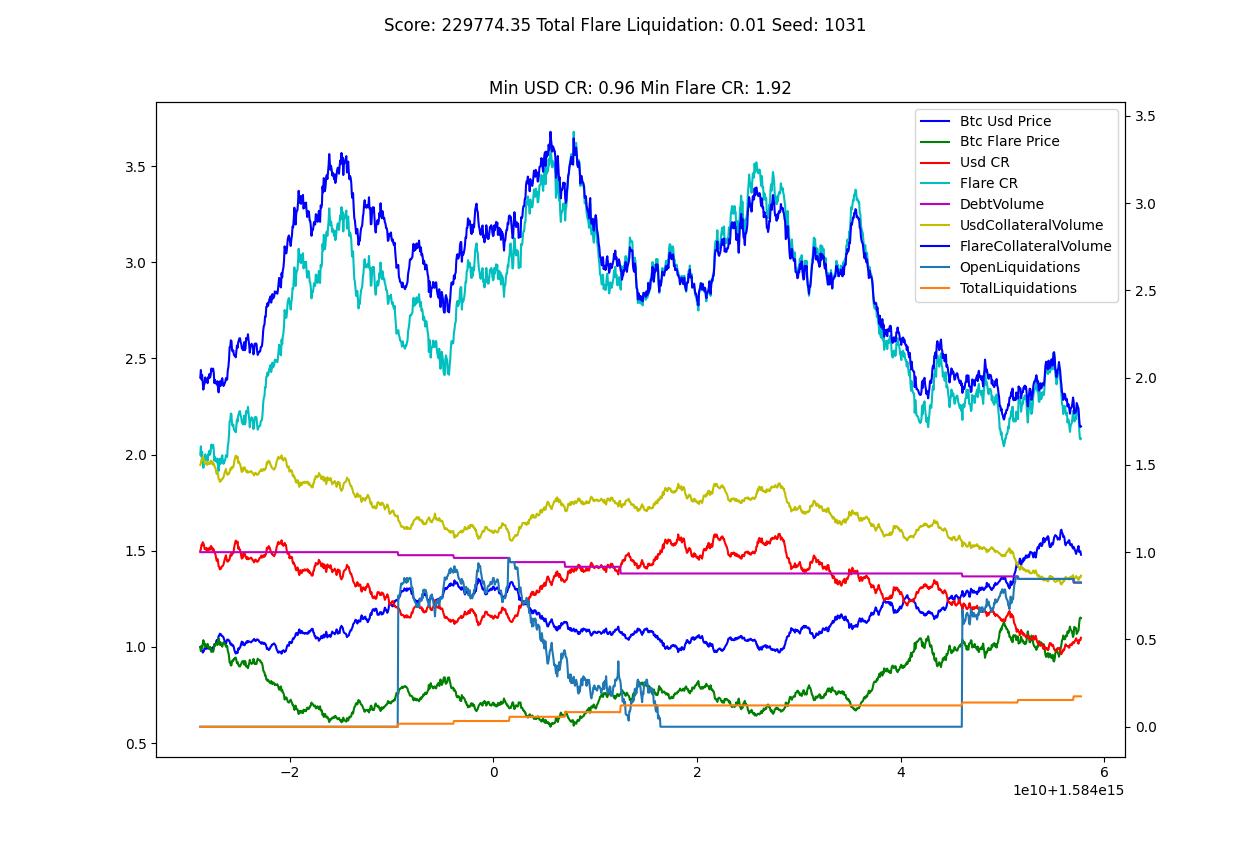 Score: 229774.35 Total Flare Liquidation: 0.01 Seed: 1031
Min USD CR: 0.96 Min Flare CR: 1.92
Btc Usd Price
Btc Flare Price
Usd CR
Flare CR
DebtVolume
UsdCollateralVolume
FlareCollateralVolume
OpenLiquidations
TotalLiquidations
3.5
3.0
2.5
2.0
1.5
1.0
0.5
3.5
3.0
2.5
2.0
1.5
1.0
0.5
0.0
−2
0
2
4
6
1e10+1.584e15